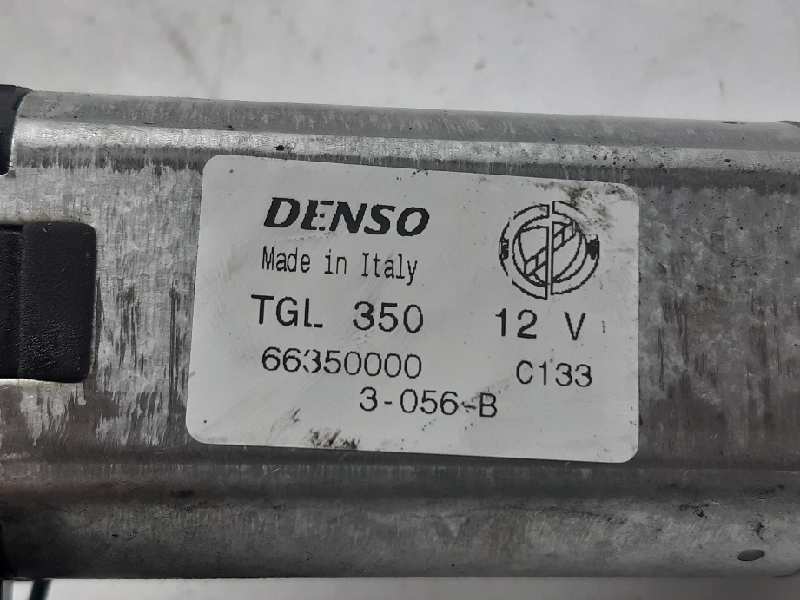 DENSO
Made in Italy
TGL 350 12 V
66350000 C133
3-056-B